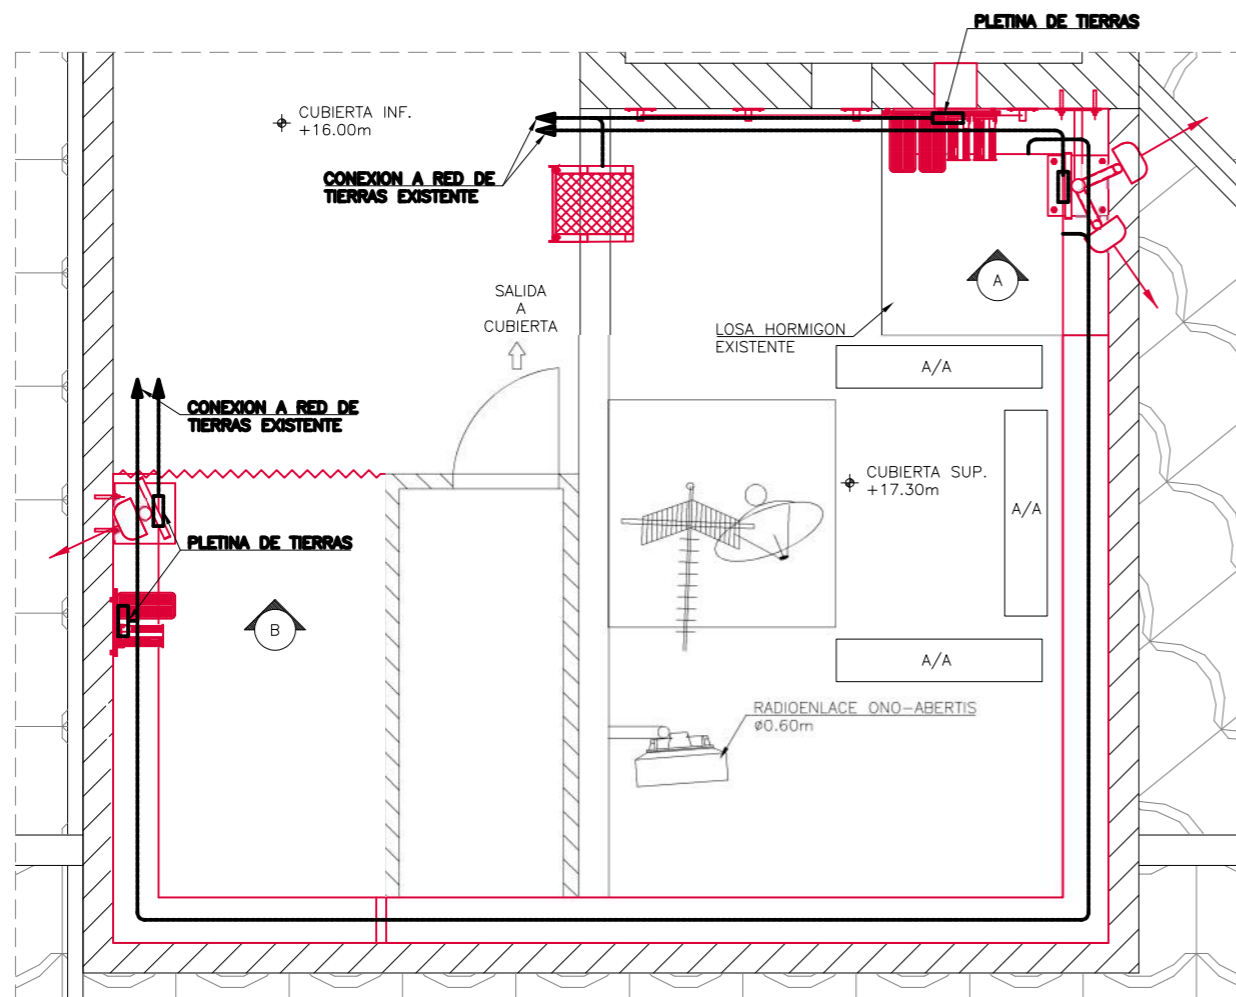 PLETINA DE TIERRAS
CUBIERTA INF.
+16.00m
CONEXION A RED DE
TIERRAS EXISTENTE
SALIDA
A
CUBIERTA
A
LOSA HORMIGON
EXISTENTE
A/A
CONEXION A RED DE
TIERRAS EXISTENTE
CUBIERTA SUP.
+17.30m
A/A
PLETINA DE TIERRAS
B
A/A
RADIOENLACE ONO-ABERTIS
ø0.60m